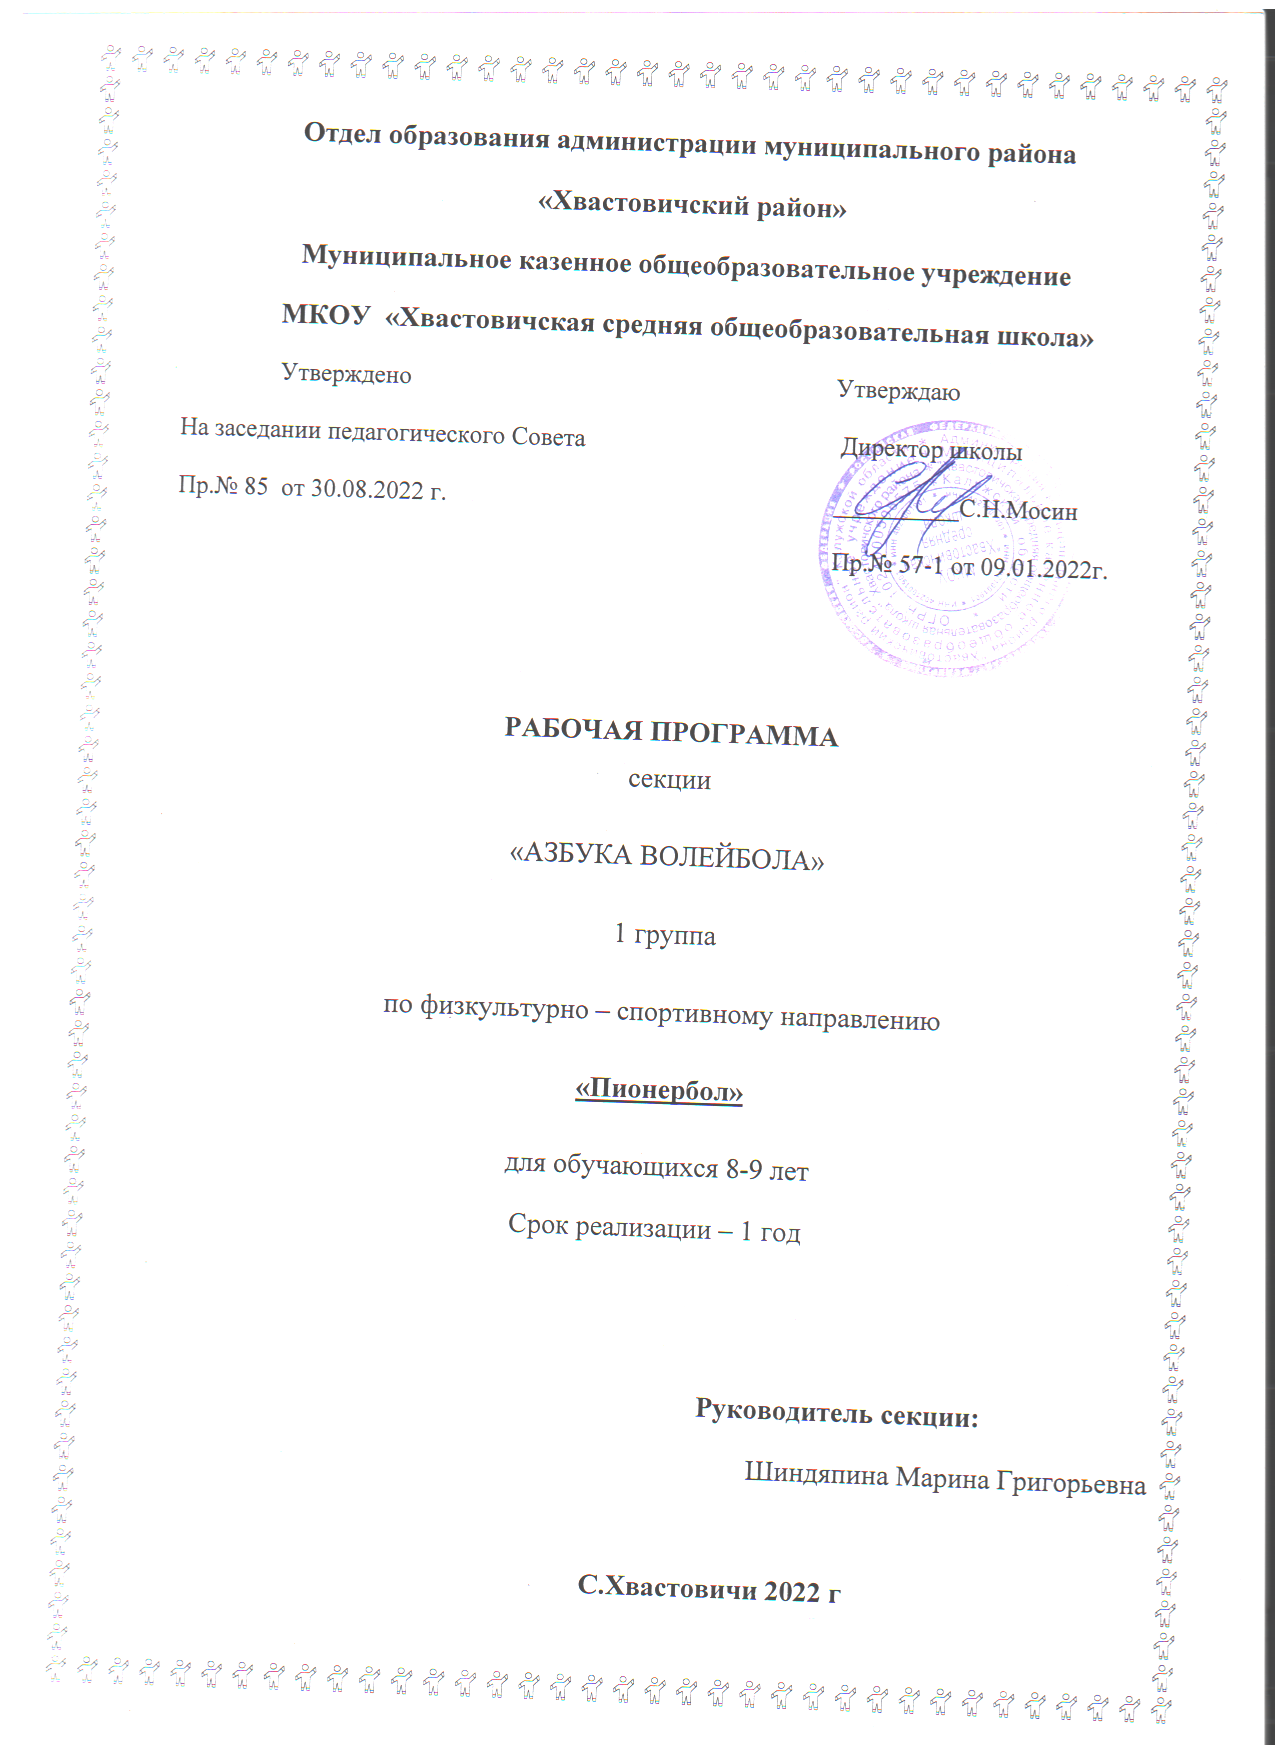 Отдел образования администрации муниципального района
«Хвастовичский район»
Муниципальное казенное общеобразовательное учреждение
МКОУ «Хвастовичская средняя общеобразовательная школа»
Утверждено
На заседании педагогического Совета
Пр.№ 85 от 30.08.2022 г.
Утверждаю
Директор школы
____________С.Н.Мосин
Пр.№ 57-1 от 09.01.2022г.
РАБОЧАЯ ПРОГРАММА
секции
«АЗБУКА ВОЛЕЙБОЛА»
1 группа
по физкультурно – спортивному направлению
«Пионербол»
для обучающихся 8-9 лет
Срок реализации – 1 год
Руководитель секции:
Шиндяпина Марина Григорьевна
С.Хвастовичи 2022 г